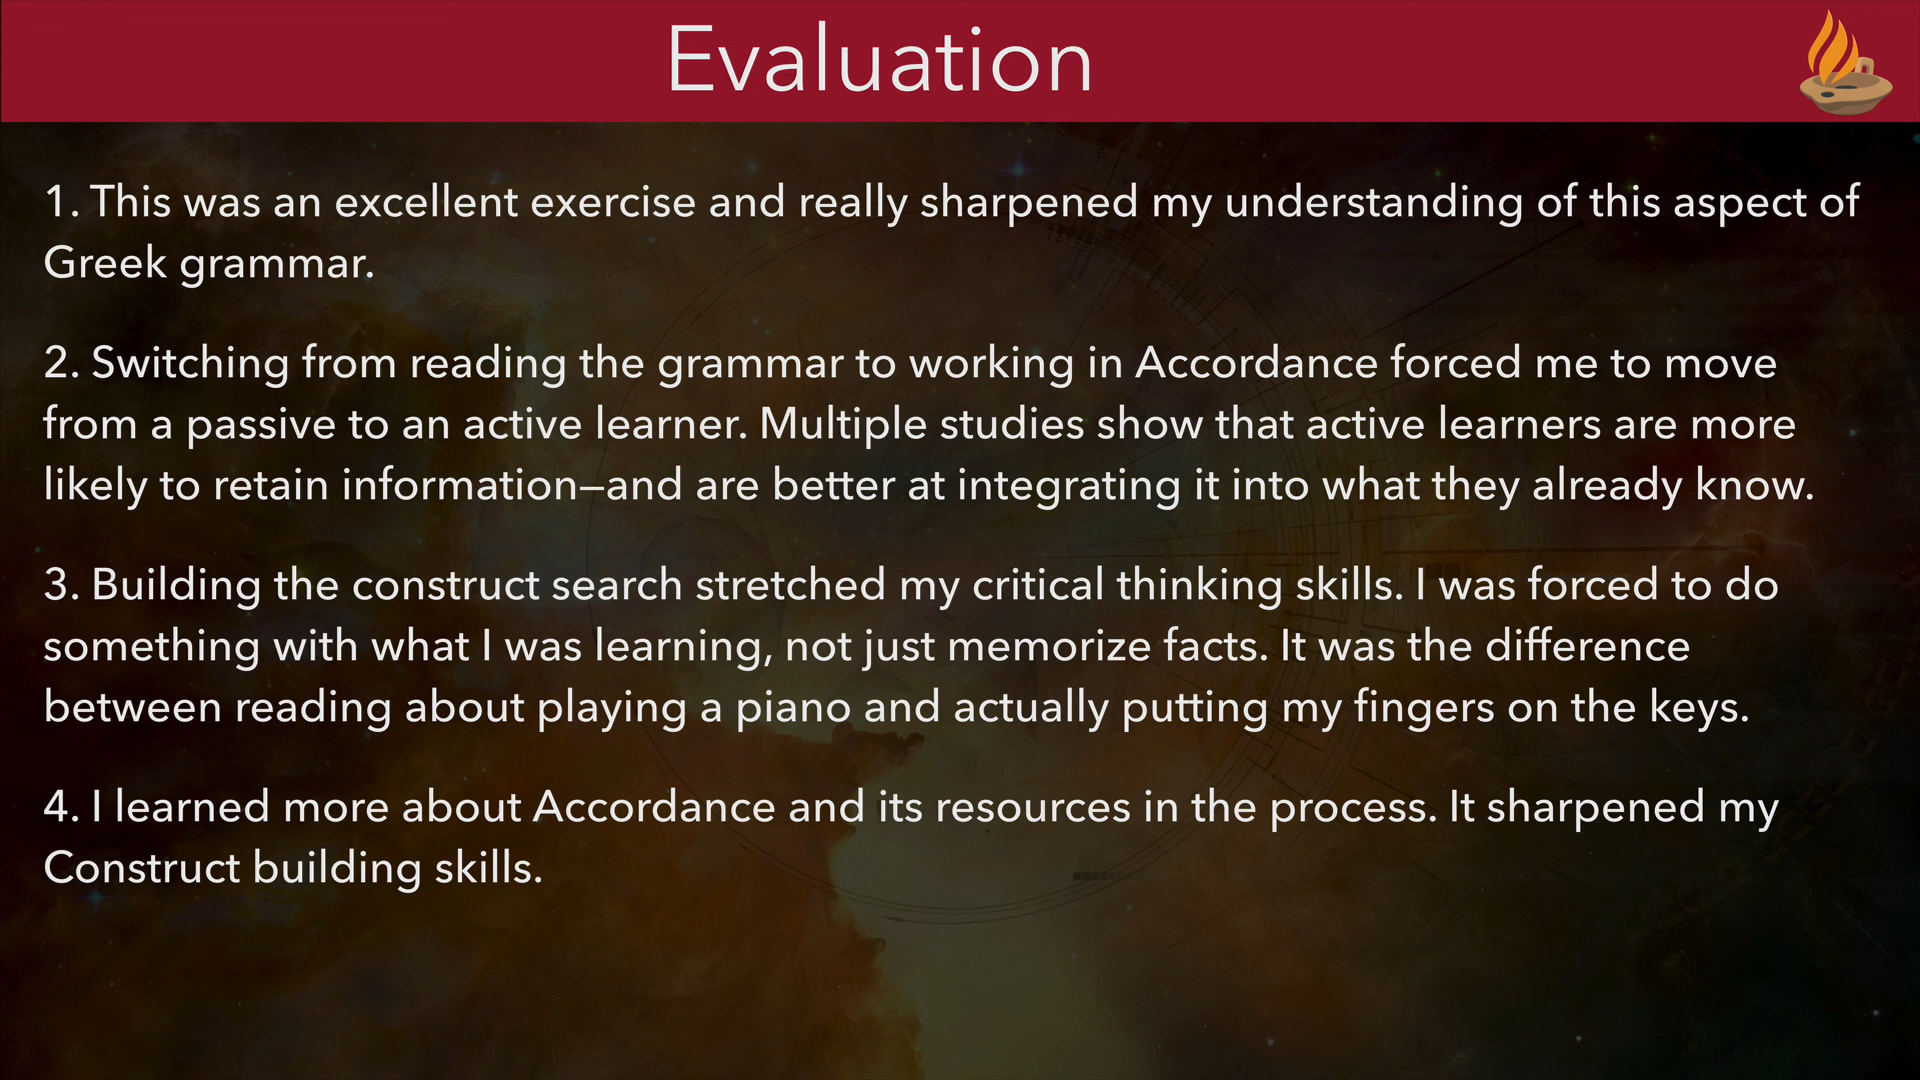 Evaluation
1. This was an excellent exercise and really sharpened my understanding of this aspect of
Greek grammar.
2. Switching from reading the grammar to working in Accordance forced me to move
from a passive to an active learner. Multiple studies show that active learners are more
likely to retain information—and are better at integrating it into what they already know.
3. Building the construct search stretched my critical thinking skills. I was forced to do
something with what I was learning, not just memorize facts. It was the difference
between reading about playing a piano and actually putting my fingers on the keys.
4. I learned more about Accordance and its resources in the process. It sharpened my
Construct building skills.